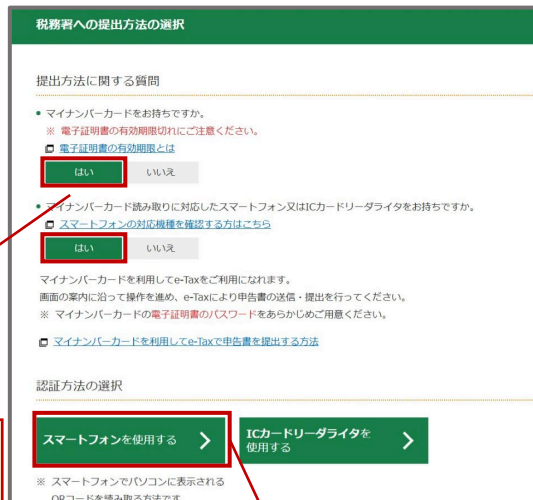 税務署への提出方法の選択
提出方法に関する質問
• マイナンバーカードをお持ちですか。
※ 電子証明書の有効期限切れにご注意ください。
電子証明書の有効期限とは
はい いいえ
• マイナンバーカード読み取りに対応したスマートフォン又はICカードリーダライタをお持ちですか。
スマートフォンの対応機種を確認する方はこちら
はい いいえ
マイナンバーカードを利用してe-Taxをご利用になれます。
画面の案内に沿って操作を進め、e-Taxにより申告書の送信・提出を行ってください。
※ マイナンバーカードの電子証明書のパスワードをあらかじめご用意ください。
マイナンバーカードを利用してe-Taxで申告書を提出する方法
認証方法の選択
スマートフォンを使用する
ICカードリーダライタを
使用する
※ スマートフォンでパソコンに表示される
QRコードを読み取る方法です